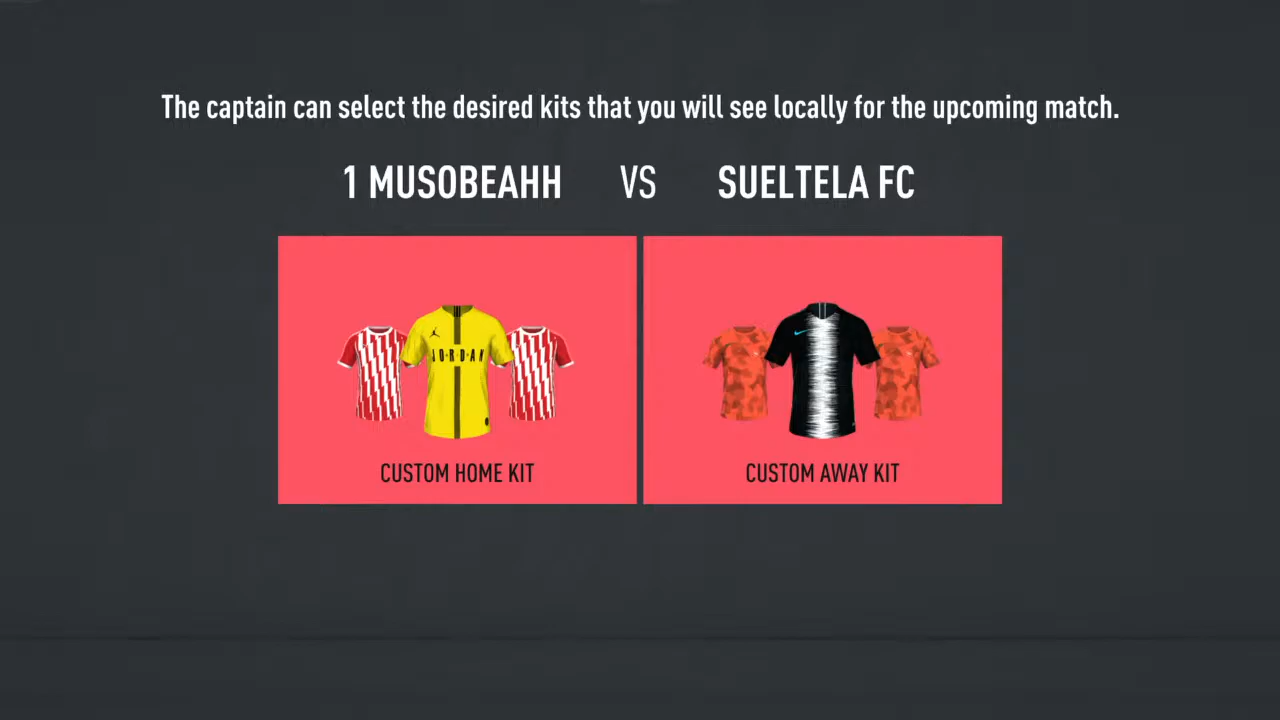 The captain can select the desired kits that you will see locally for the upcoming match.
1 MUSOBEAHH VS SUELTELA FC
JORDAN
CUSTOM HOME KIT
CUSTOM AWAY KIT